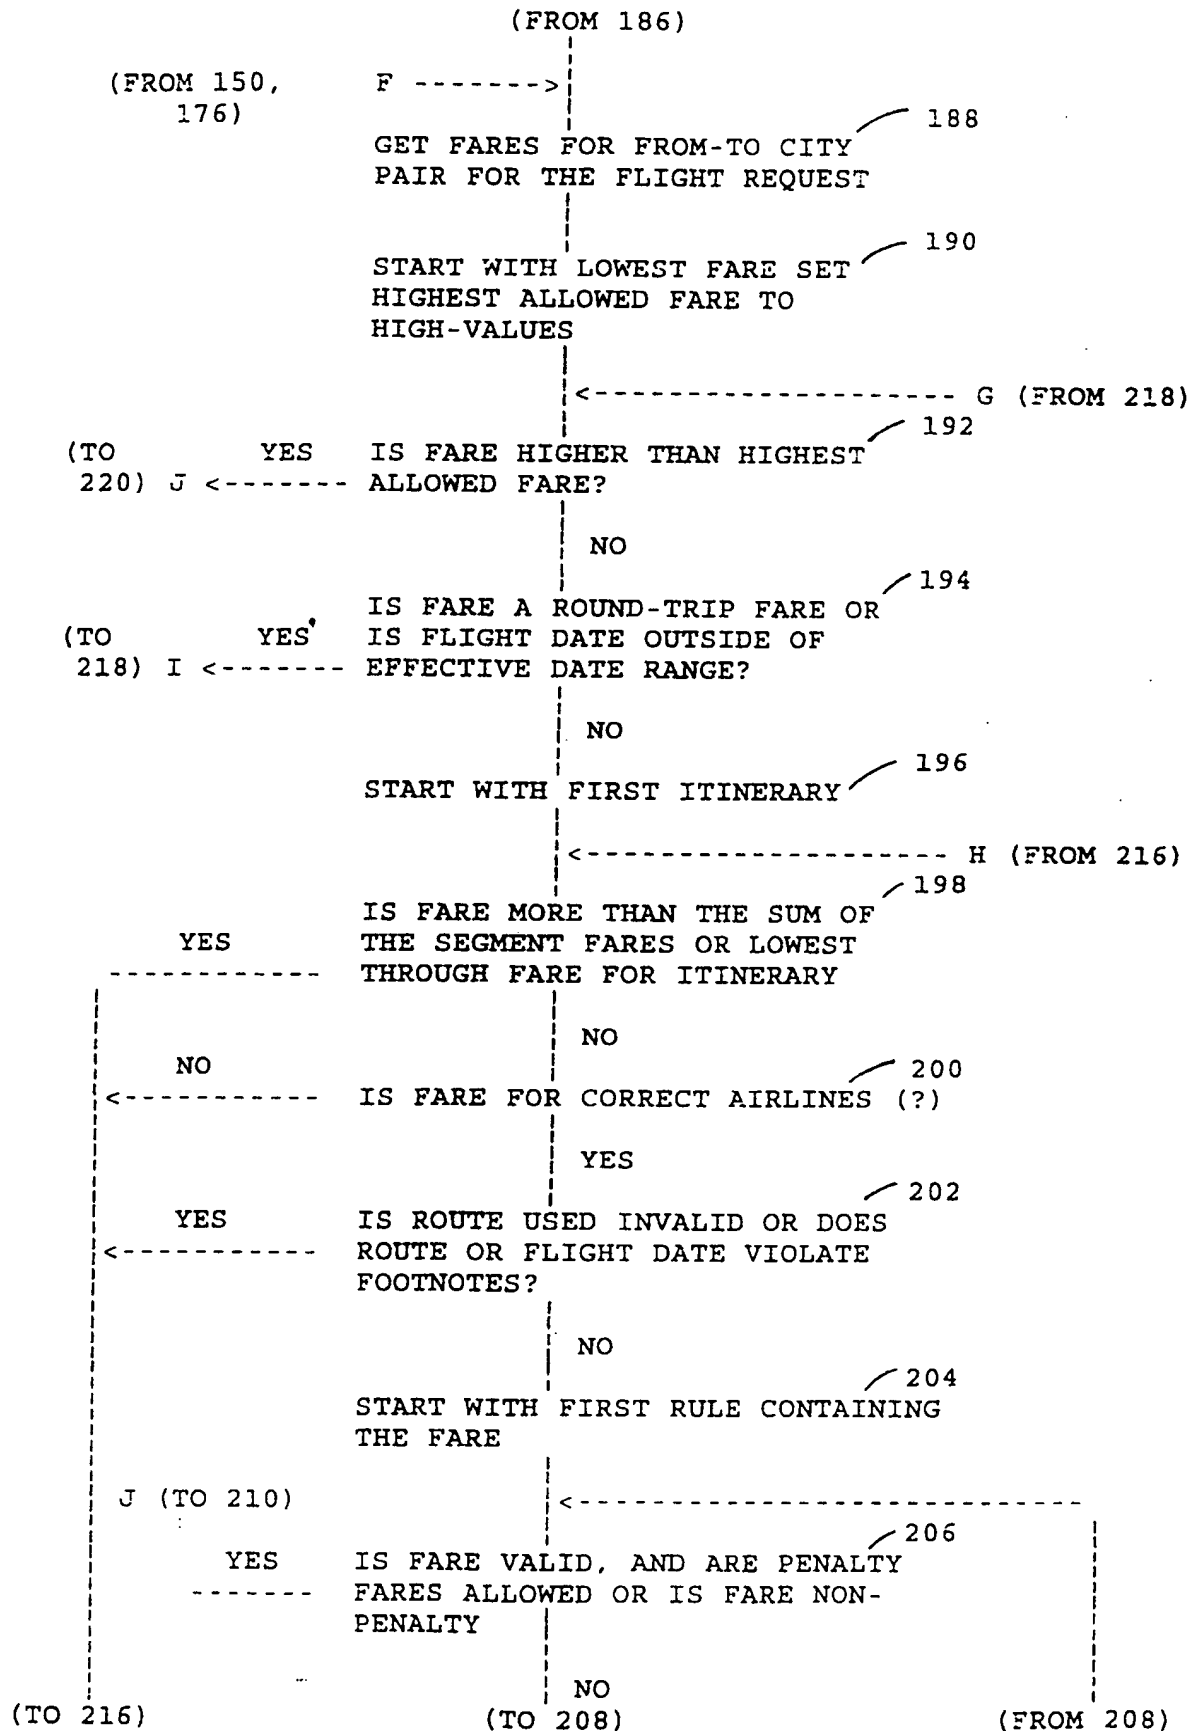 (FROM 186)
(FROM 150, F ------->
176)
188
GET FARES FOR FROM-TO CITY
PAIR FOR THE FLIGHT REQUEST
190
START WITH LOWEST FARE SET
HIGHEST ALLOWED FARE TO
HIGH-VALUES
<------------------- G (FROM 218)
192
(TO YES IS FARE HIGHER THAN HIGHEST
220) J <------- ALLOWED FARE?
NO
194
IS FARE A ROUND-TRIP FARE OR
(TO YES IS FLIGHT DATE OUTSIDE OF
218) I <------- EFFECTIVE DATE RANGE?
NO
196
START WITH FIRST ITINERARY
<------------------- H (FROM 216)
198
IS FARE MORE THAN THE SUM OF
YES THE SEGMENT FARES OR LOWEST
------------ THROUGH FARE FOR ITINERARY
NO
NO
200
<----------- IS FARE FOR CORRECT AIRLINES (?)
YES
202
YES IS ROUTE USED INVALID OR DOES
<----------- ROUTE OR FLIGHT DATE VIOLATE
FOOTNOTES?
NO
204
START WITH FIRST RULE CONTAINING
THE FARE
J (TO 210) <----------------------------
206
YES IS FARE VALID, AND ARE PENALTY
------- FARES ALLOWED OR IS FARE NON-
PENALTY
NO
(TO 216) (TO 208) (FROM 208)